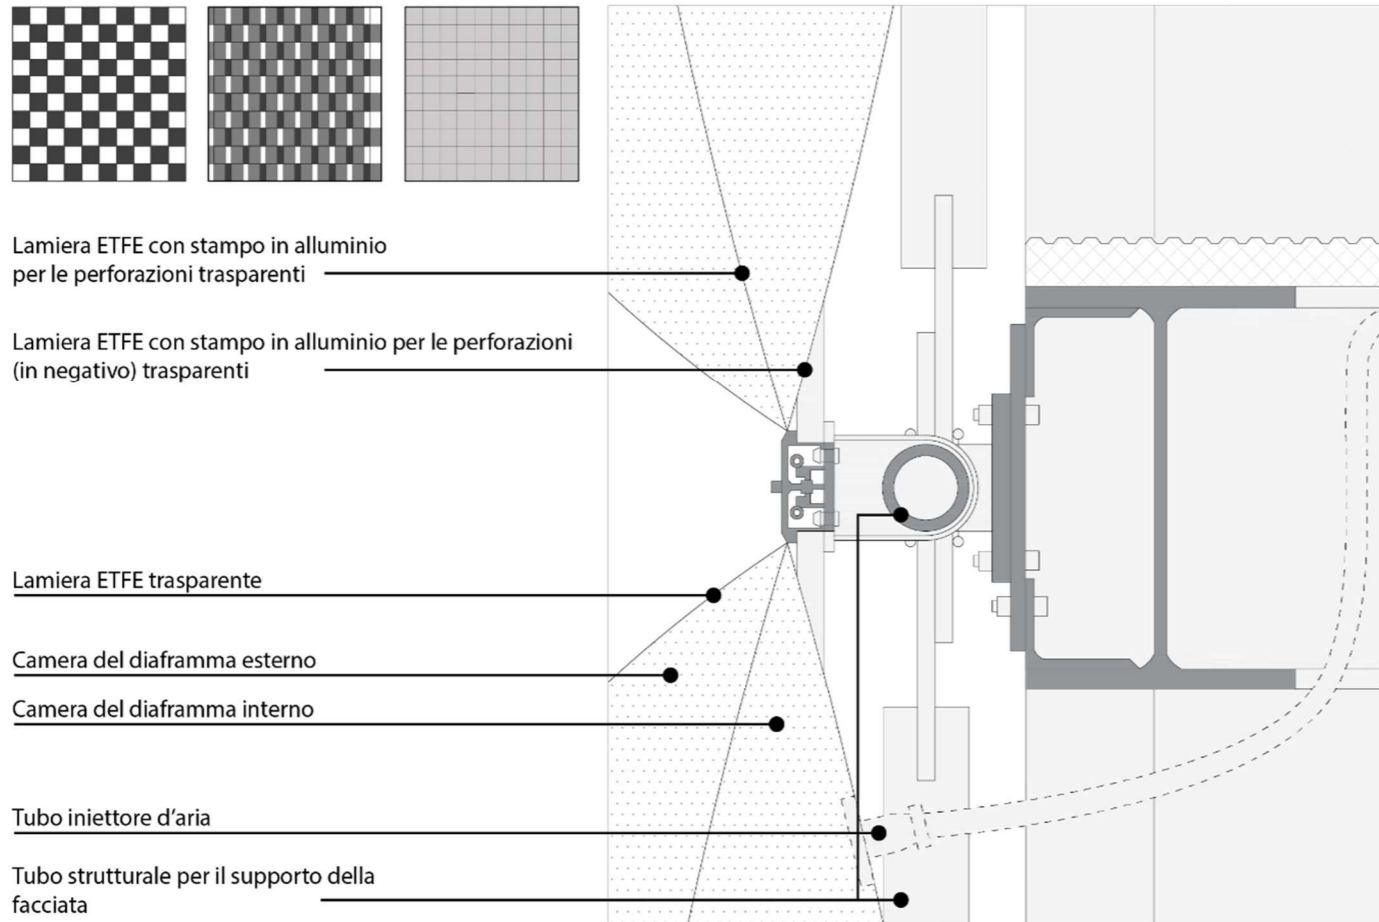 Lamiera ETFE con stampo in alluminio
per le perforazioni trasparenti
Lamiera ETFE con stampo in alluminio per le perforazioni
(in negativo) trasparenti
Lamiera ETFE trasparente
Camera del diaframma esterno
Camera del diaframma interno
Tubo iniettore d'aria
Tubo strutturale per il supporto della
facciata